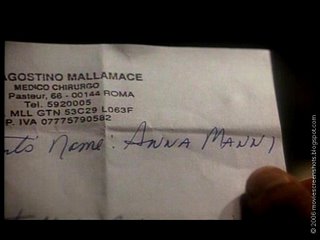 AGOSTINO MALLAMACE
MEDICO CHIRURGO
Pasteur, 66 - 00144 ROMA
Tel. 5920005
MLL GTN 53C29 L063F
P. IVA 07775790582
Name: ANNA MANNI
© 2006 moviescreenshots.blogspot.com